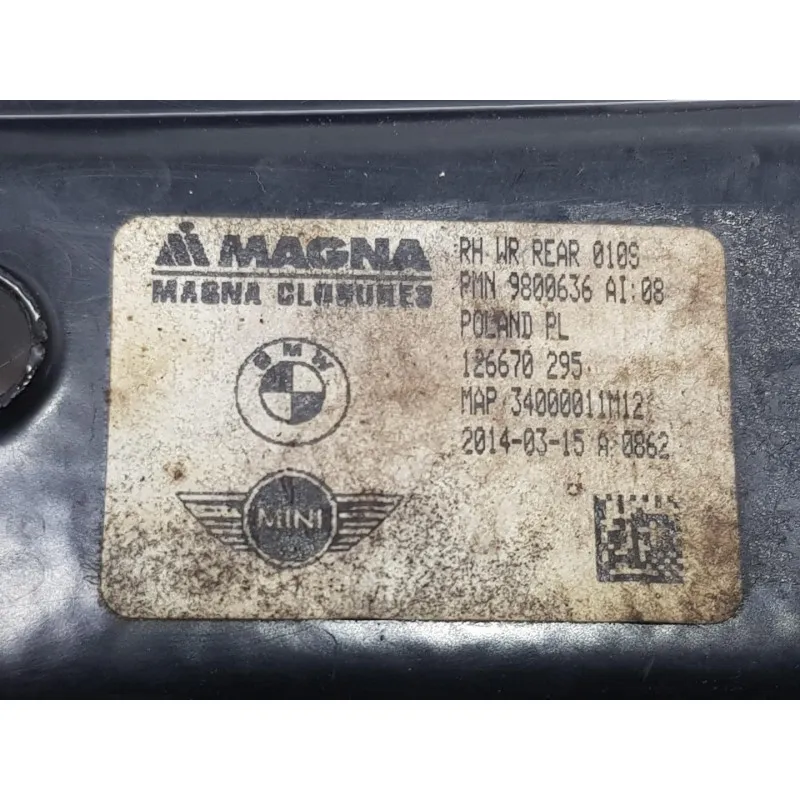 MAGNA
MAGNA CLOSURES
BMW
MINI
RH WR REAR 010S
PMN 9800636 AI:08
POLAND PL
126670 295
MAP 34000011M12
2014-03-15 A 0862